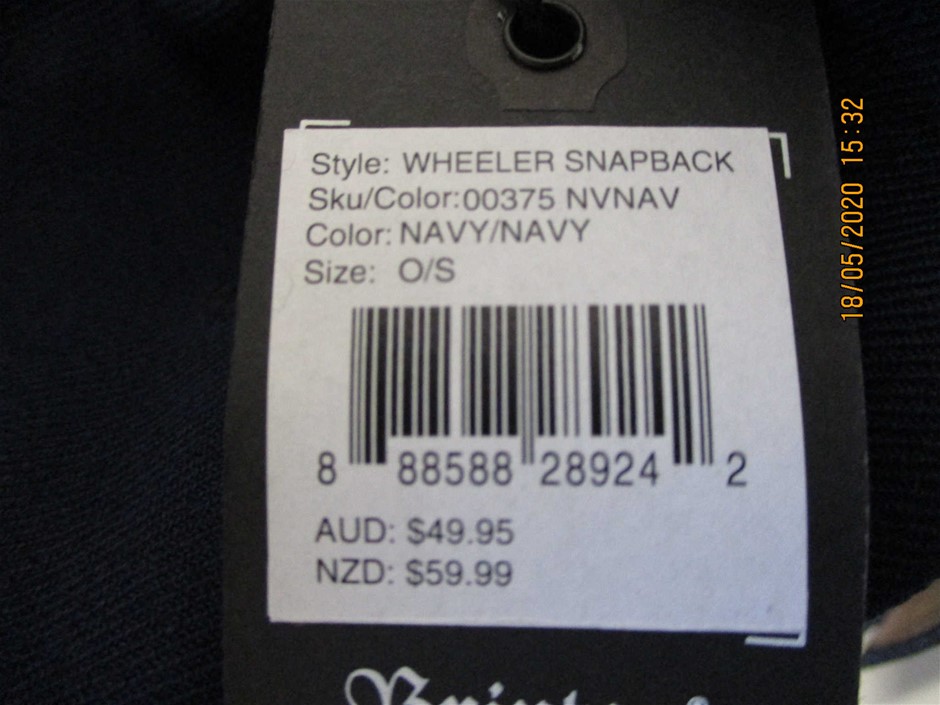 Style: WHEELER SNAPBACK
Sku/Color:00375 NVNAV
Color: NAVY/NAVY
Size: O/S
8 88588 28924 2
AUD: $49.95
NZD: $59.99
18/05/2020 15:32